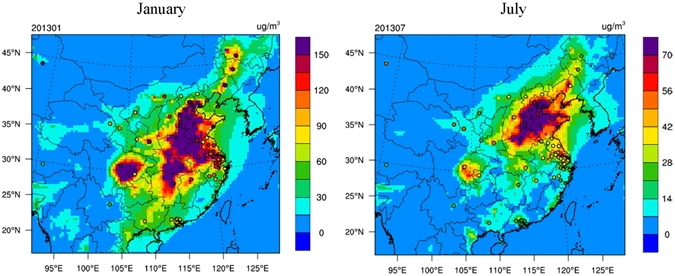 January July
201301 ug/m³ 201307 ug/m³
45°N 150 45°N 70
40°N 120 40°N 56
35°N 90 35°N 42
30°N 60 30°N 28
25°N 30 25°N 14
20°N 0 20°N 0
95°E 100°E 105°E 110°E 115°E 120°E 125°E 95°E 100°E 105°E 110°E 115°E 120°E 125°E